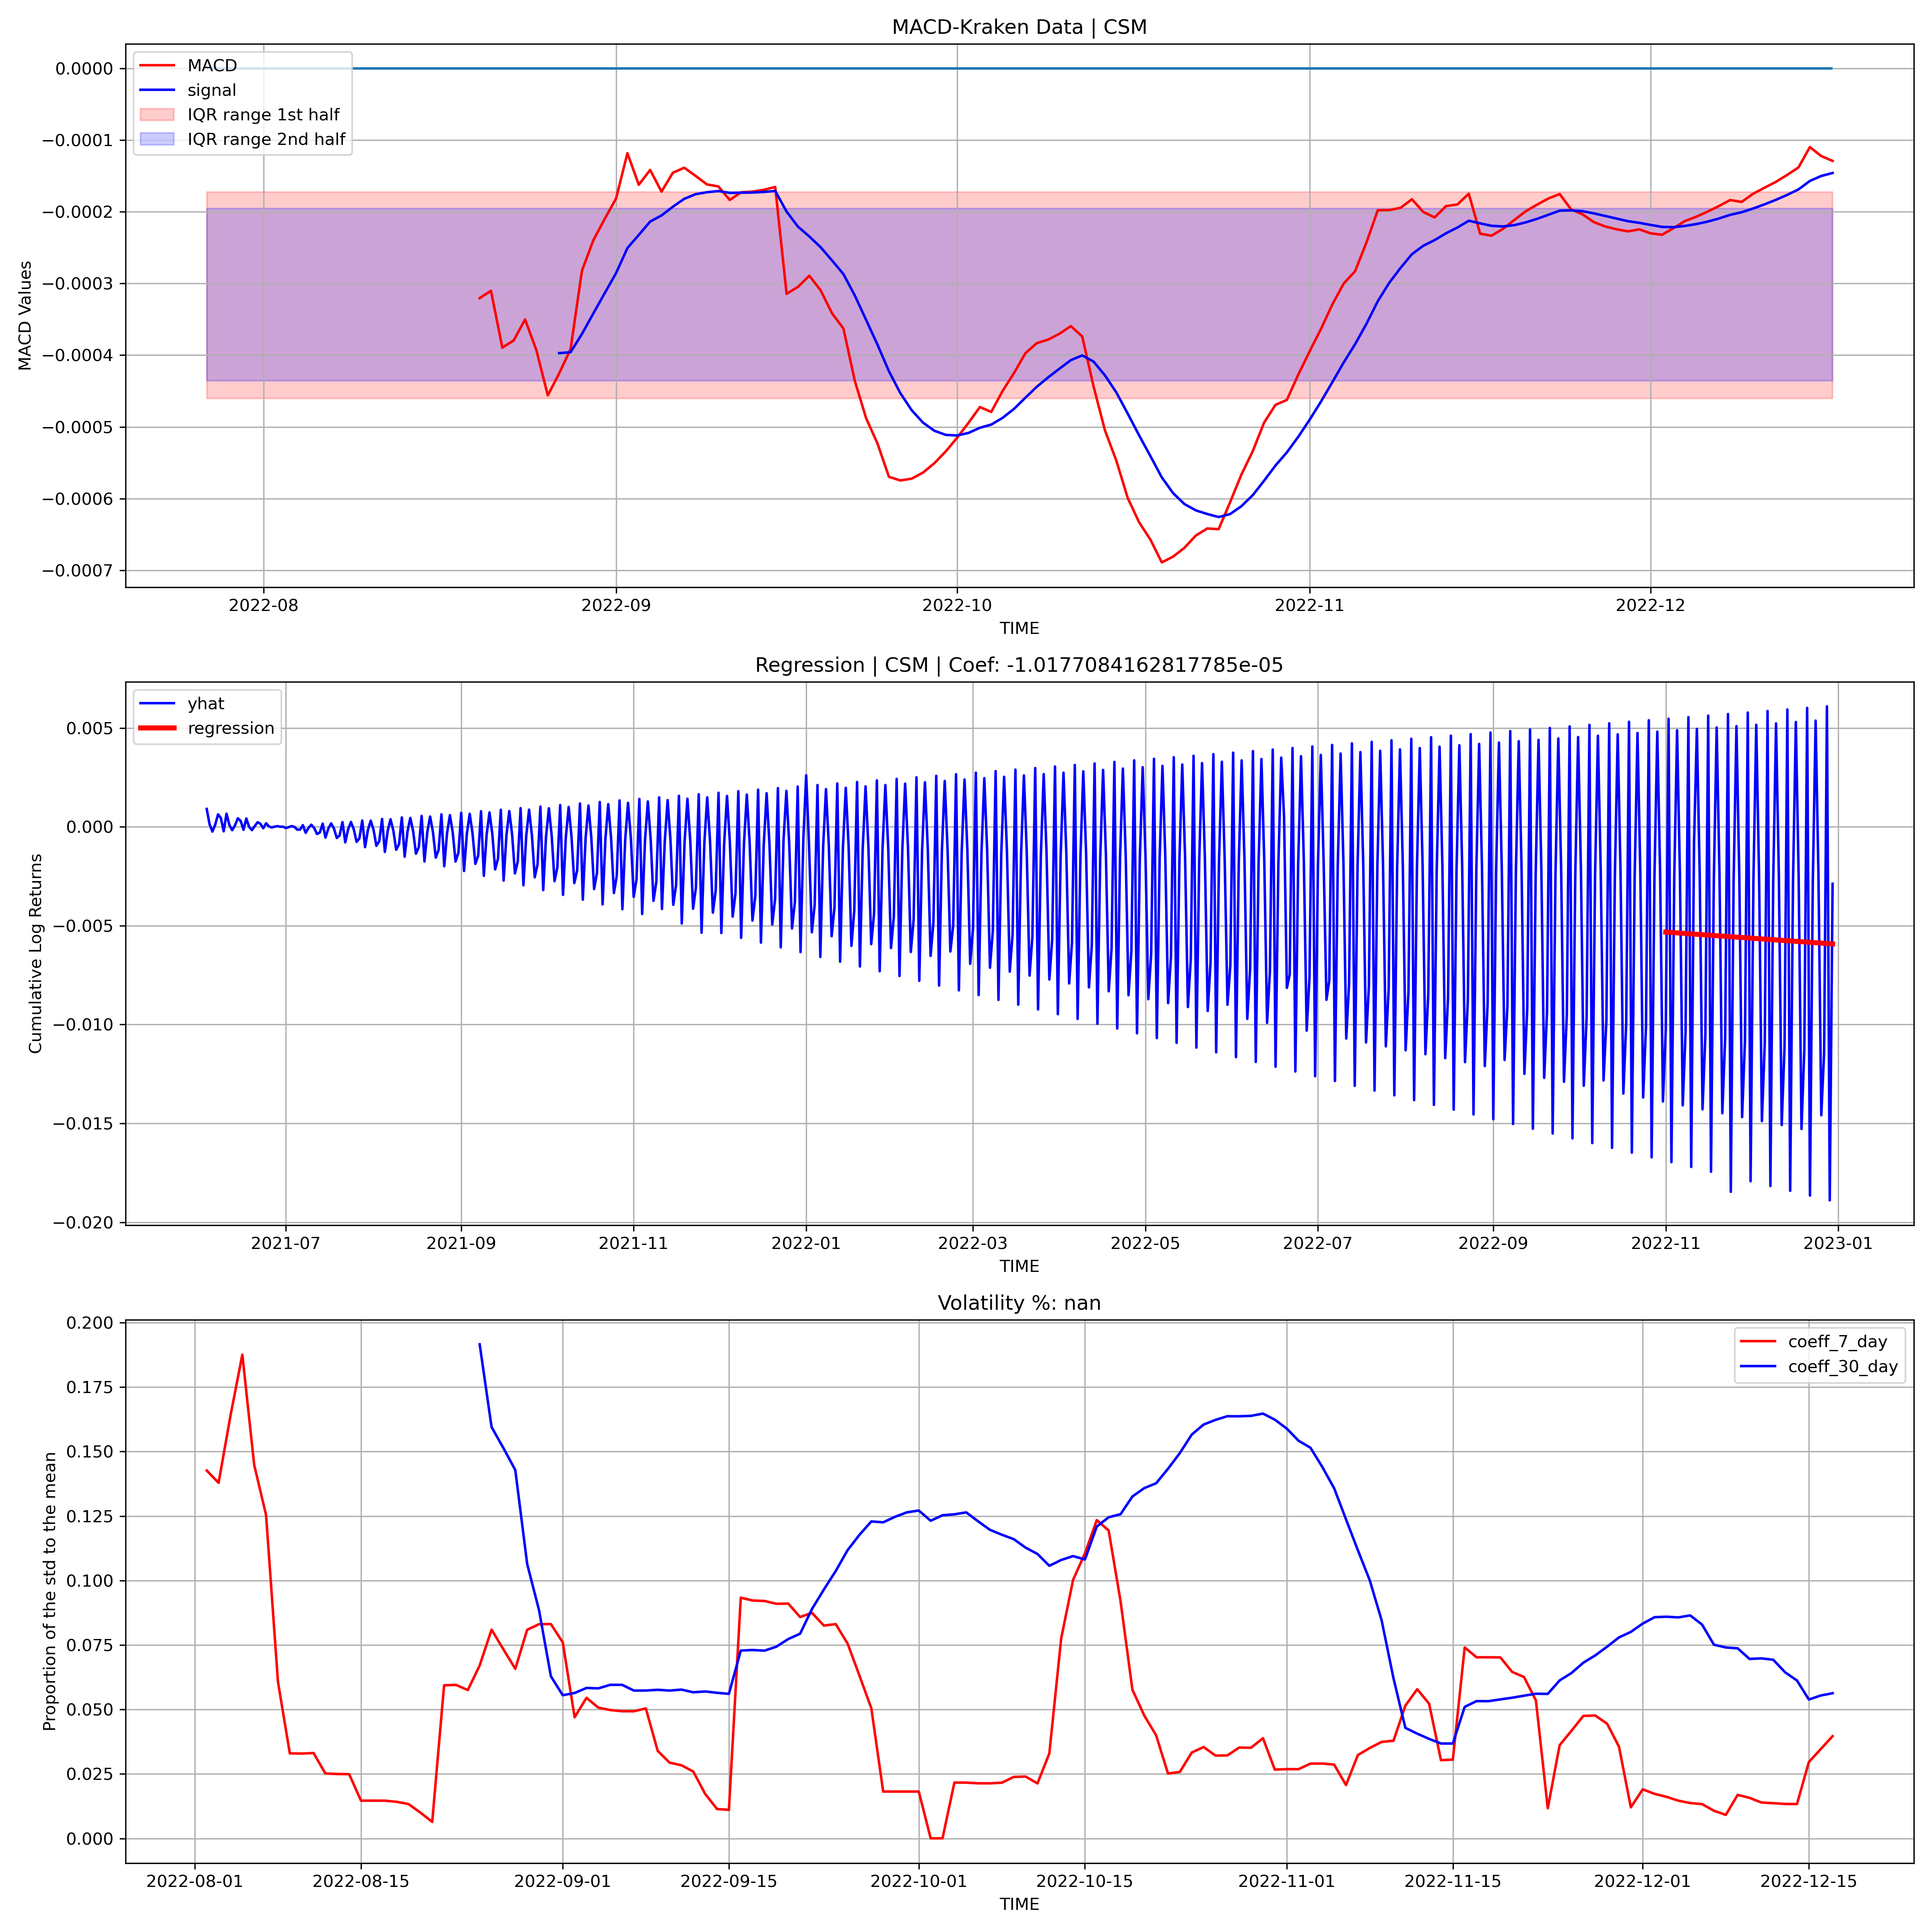 MACD-Kraken Data | CSM
MACD
signal
IQR range 1st half
IQR range 2nd half
0.0000
−0.0001
−0.0002
−0.0003
−0.0004
−0.0005
−0.0006
−0.0007
MACD Values
2022-08 2022-09 2022-10 2022-11 2022-12
TIME
Regression | CSM | Coef: -1.0177084162817785e-05
yhat
regression
0.005
0.000
−0.005
−0.010
−0.015
−0.020
Cumulative Log Returns
2021-07 2021-09 2021-11 2022-01 2022-03 2022-05 2022-07 2022-09 2022-11 2023-01
TIME
Volatility %: nan
coeff_7_day
coeff_30_day
0.200
0.175
0.150
0.125
0.100
0.075
0.050
0.025
0.000
Proportion of the std to the mean
2022-08-01 2022-08-15 2022-09-01 2022-09-15 2022-10-01 2022-10-15 2022-11-01 2022-11-15 2022-12-01 2022-12-15
TIME